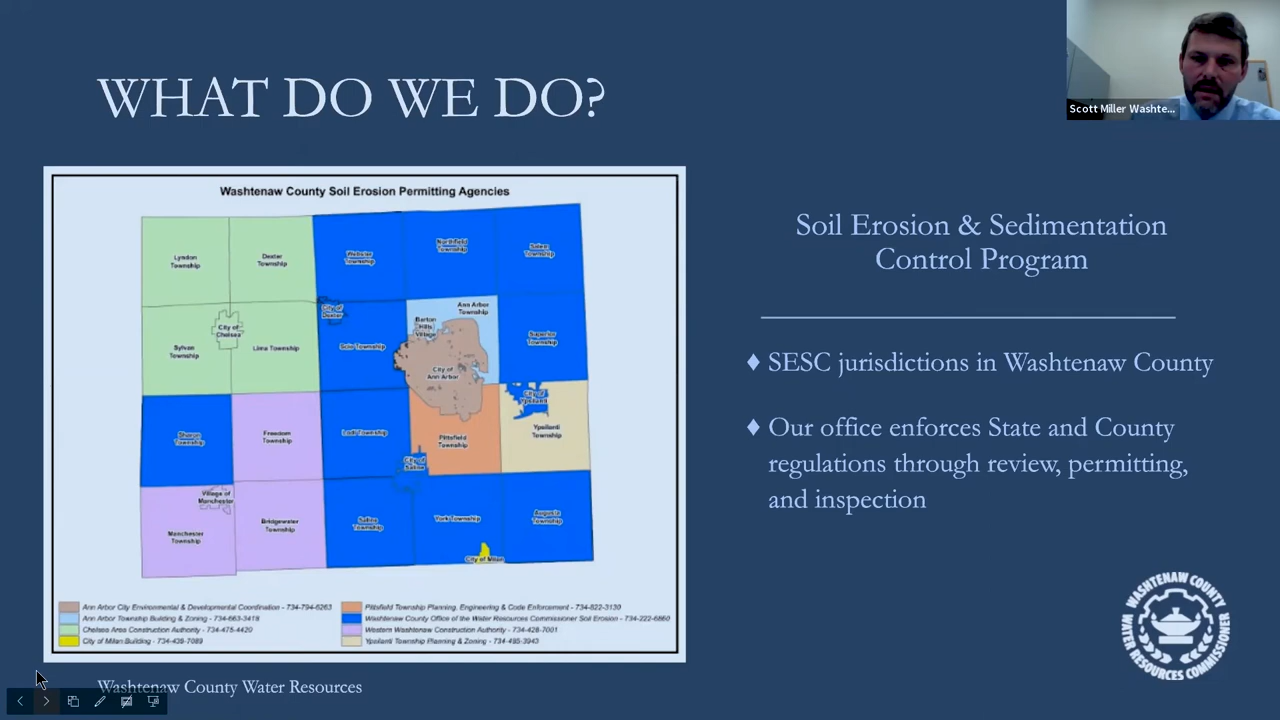 WHAT DO WE DO?
Scott Miller Washte...
Washtenaw County Soil Erosion Permitting Agencies
Lyndon
Township
Dexter
Township
Webster
Township
Northfield
Township
Salem
Township
City of
Chelsea
Sylvan
Township
Lima Township
City of
Dexter
Scio Township
Ann Arbor
Township
Barton
Hills
Village
City of
Ann Arbor
Superior
Township
Sharon
Township
Freedom
Township
Lodi Township
City of
Saline
Pittsfield
Township
City of
Ypsilanti
Ypsilanti
Township
Village of
Manchester
Manchester
Township
Bridgewater
Township
Saline
Township
York Township
Augusta
Township
City of Milan
Ann Arbor City Environmental & Developmental Coordination - 734-794-6263
Ann Arbor Township Building & Zoning - 734-663-3418
Chelsea Area Construction Authority - 734-475-4420
City of Milan Building - 734-439-7089
Pittsfield Township Planning, Engineering & Code Enforcement - 734-822-3130
Washtenaw County Office of the Water Resources Commissioner Soil Erosion - 734-222-6860
Western Washtenaw Construction Authority - 734-428-7001
Ypsilanti Township Planning & Zoning - 734-485-3943
Soil Erosion & Sedimentation
Control Program
♦ SESC jurisdictions in Washtenaw County
♦ Our office enforces State and County
regulations through review, permitting,
and inspection
WASHTENAW COUNTY
WATER RESOURCES COMMISSIONER
Washtenaw County Water Resources